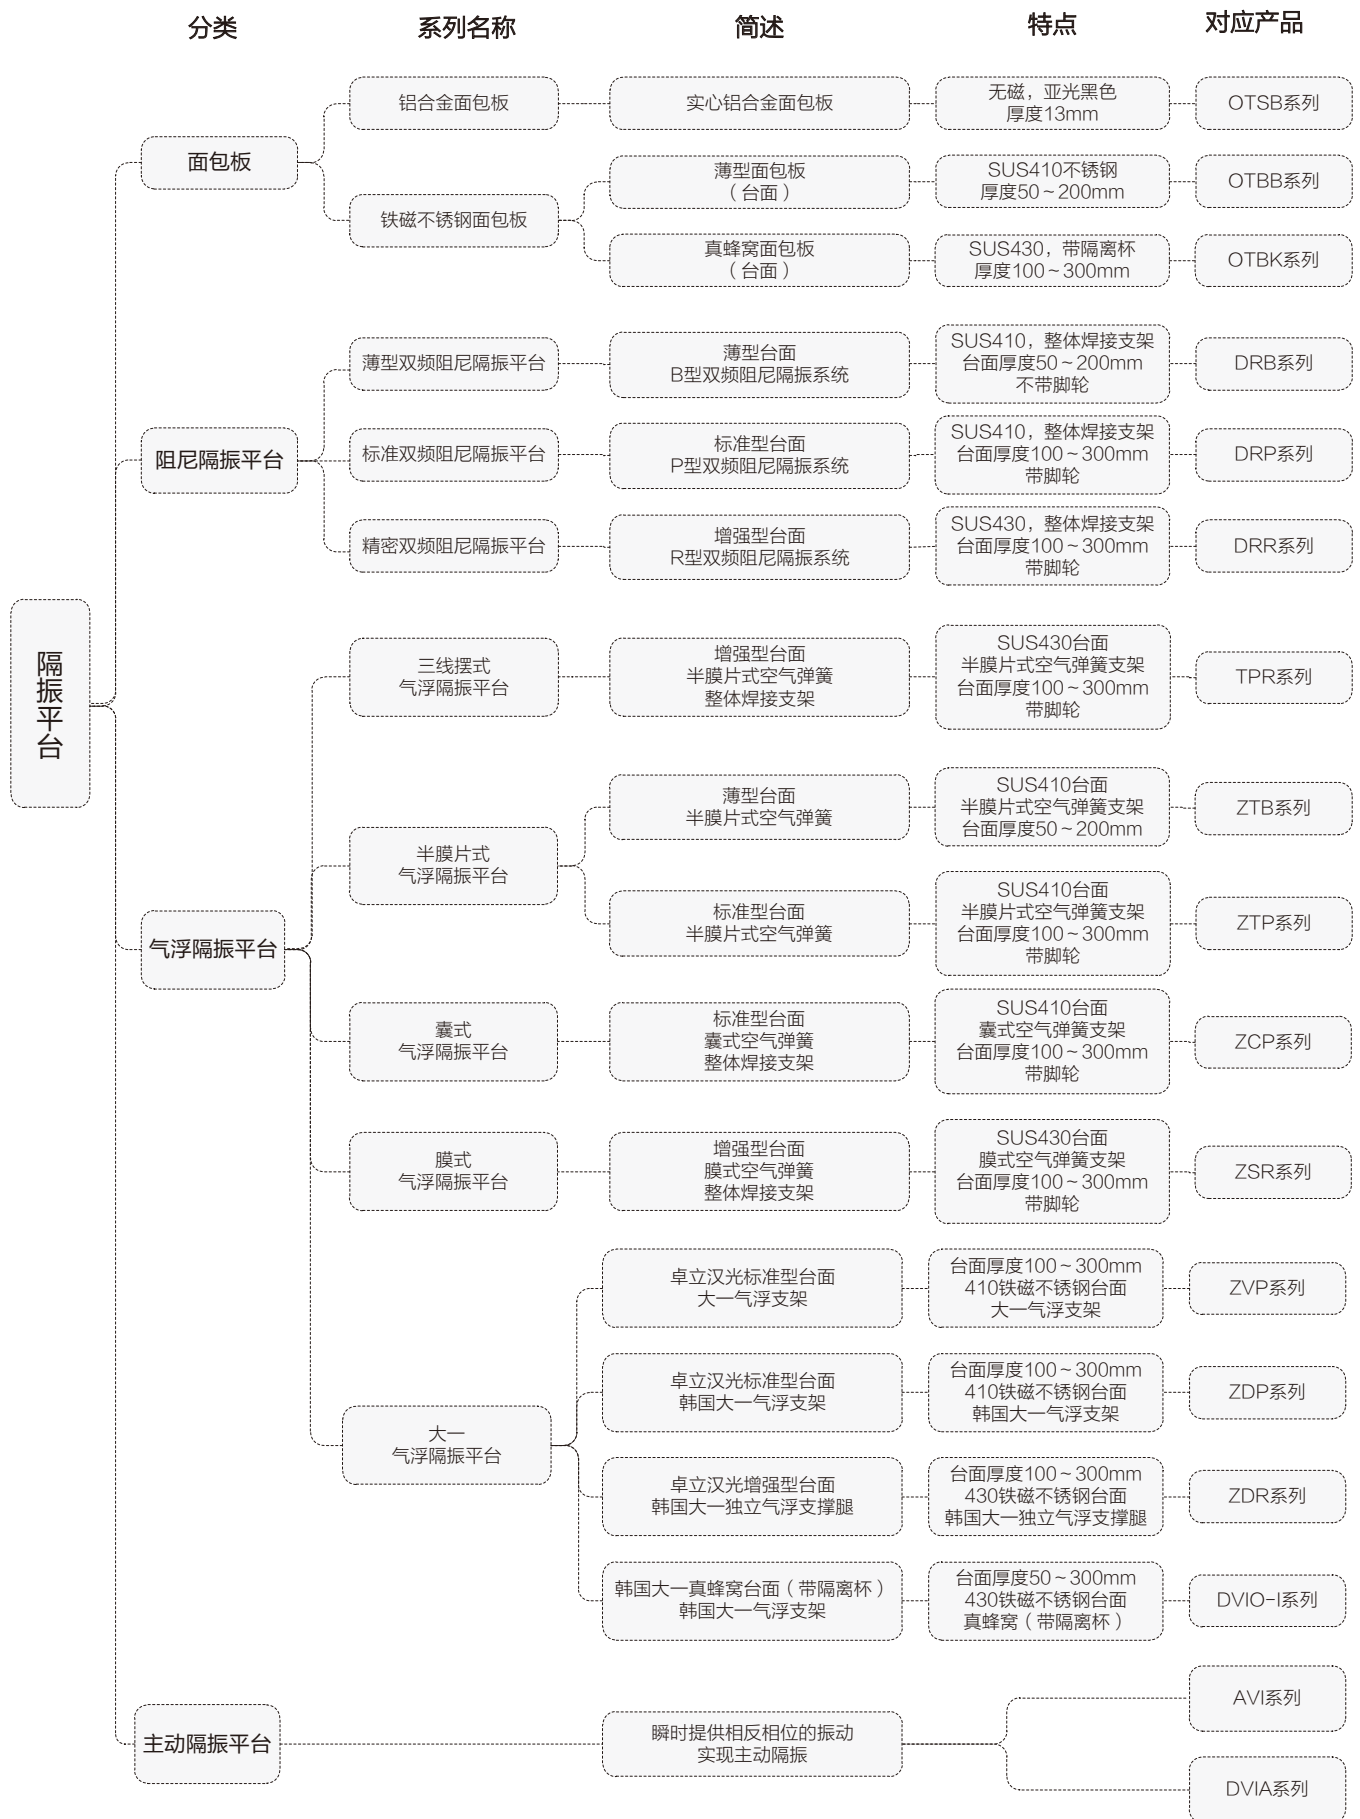 分类
系列名称
简述
特点
对应产品
隔振平台
面包板
铝合金面包板
实心铝合金面包板
无磁，亚光黑色
厚度13mm
OTSB系列
铁磁不锈钢面包板
薄型面包板
（台面）
SUS410不锈钢
厚度50～200mm
OTBB系列
真蜂窝面包板
（台面）
SUS430，带隔离杯
厚度100～300mm
OTBK系列
阻尼隔振平台
薄型双频阻尼隔振平台
薄型台面
B型双频阻尼隔振系统
SUS410，整体焊接支架
台面厚度50～200mm
不带脚轮
DRB系列
标准双频阻尼隔振平台
标准型台面
P型双频阻尼隔振系统
SUS410，整体焊接支架
台面厚度100～300mm
带脚轮
DRP系列
精密双频阻尼隔振平台
增强型台面
R型双频阻尼隔振系统
SUS430，整体焊接支架
台面厚度100～300mm
带脚轮
DRR系列
气浮隔振平台
三线摆式
气浮隔振平台
增强型台面
半膜片式空气弹簧
整体焊接支架
SUS430台面
半膜片式空气弹簧支架
台面厚度100～300mm
带脚轮
TPR系列
半膜片式
气浮隔振平台
薄型台面
半膜片式空气弹簧
SUS410台面
半膜片式空气弹簧支架
台面厚度50～200mm
ZTB系列
标准型台面
半膜片式空气弹簧
SUS410台面
半膜片式空气弹簧支架
台面厚度100～300mm
带脚轮
ZTP系列
囊式
气浮隔振平台
标准型台面
囊式空气弹簧
整体焊接支架
SUS410台面
囊式空气弹簧支架
台面厚度100～300mm
带脚轮
ZCP系列
膜式
气浮隔振平台
增强型台面
膜式空气弹簧
整体焊接支架
SUS430台面
膜式空气弹簧支架
台面厚度100～300mm
带脚轮
ZSR系列
大一
气浮隔振平台
卓立汉光标准型台面
大一气浮支架
台面厚度100～300mm
410铁磁不锈钢台面
大一气浮支架
ZVP系列
卓立汉光标准型台面
韩国大一气浮支架
台面厚度100～300mm
410铁磁不锈钢台面
韩国大一气浮支架
ZDP系列
卓立汉光增强型台面
韩国大一独立气浮支撑腿
台面厚度100～300mm
430铁磁不锈钢台面
韩国大一独立气浮支撑腿
ZDR系列
韩国大一真蜂窝台面（带隔离杯）
韩国大一气浮支架
台面厚度50～300mm
430铁磁不锈钢台面
真蜂窝（带隔离杯）
DVIO-I系列
主动隔振平台
瞬时提供相反相位的振动
实现主动隔振
AVI系列
DVIA系列